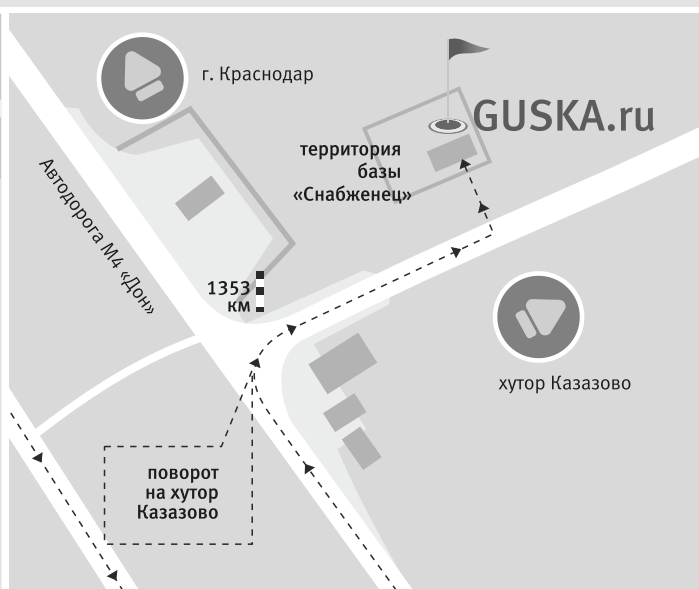 г. Краснодар
GUSKA.ru
территория
базы
«Снабженец»
Автодорога М4 «Дон»
1353
км
хутор Казазово
поворот
на хутор
Казазово